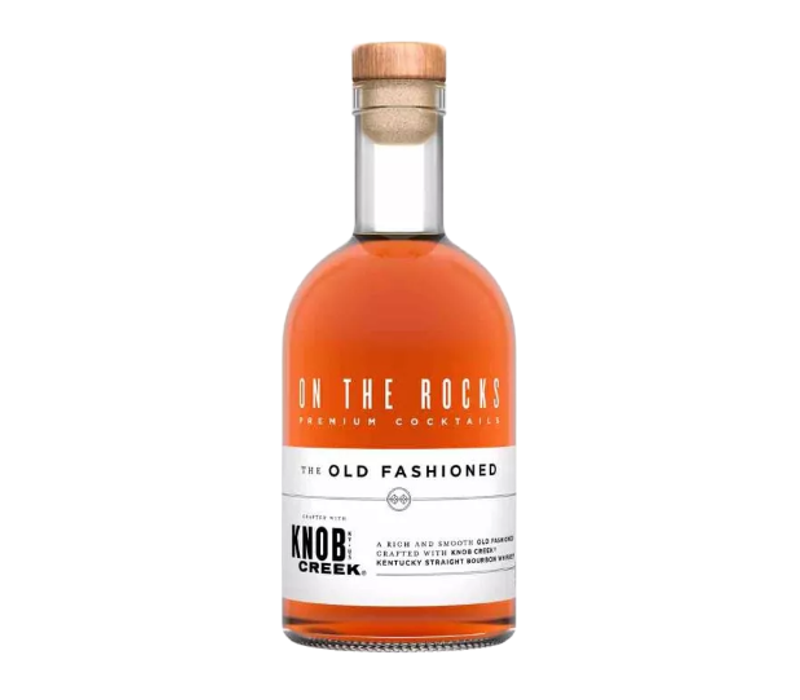 ON THE ROCKS
PREMIUM COCKTAILS
THE OLD FASHIONED
CRAFTED WITH
KNOB
CREEK®
A RICH AND SMOOTH OLD FASHIONED
CRAFTED WITH KNOB CREEK®
KENTUCKY STRAIGHT BOURBON WHISKEY